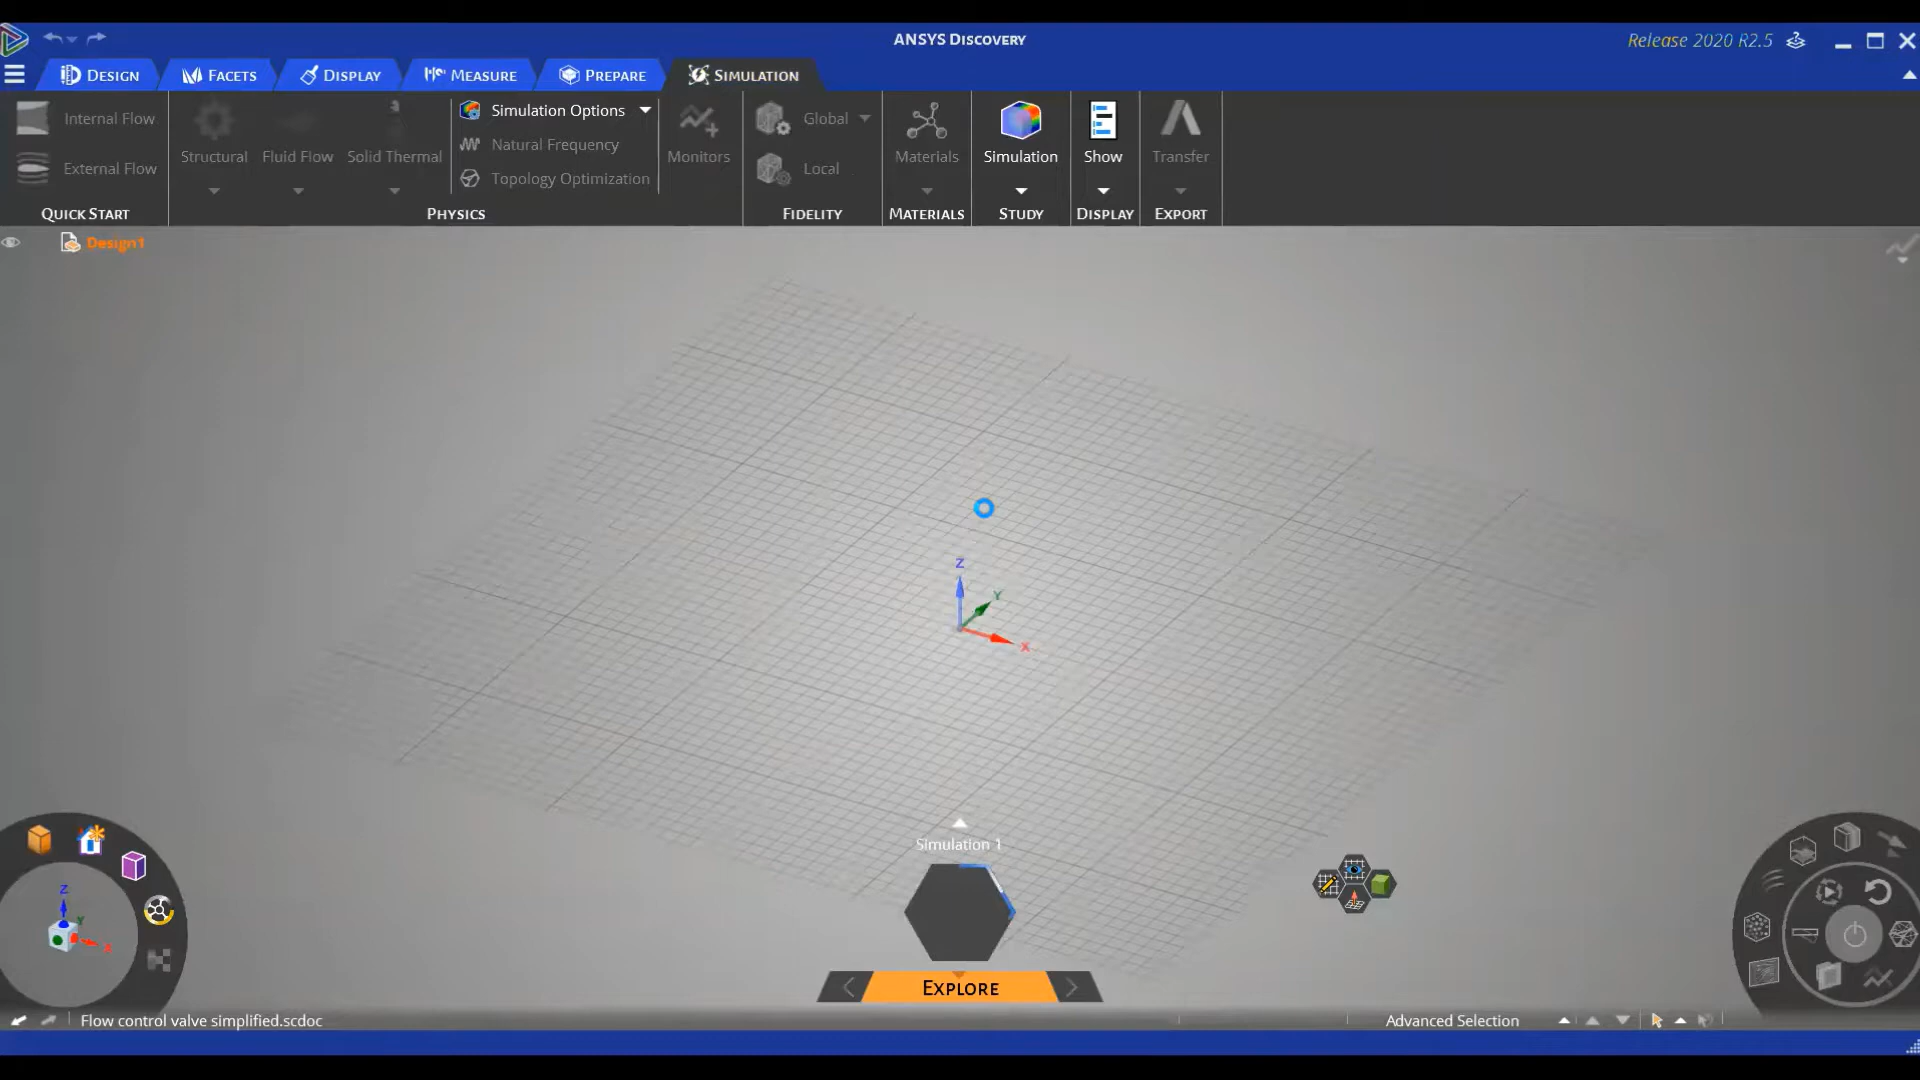 ANSYS Discovery
Release 2020 R2.5
Design
Facets
Display
Measure
Prepare
Simulation
Internal Flow
External Flow
Quick Start
Structural
Fluid Flow
Solid Thermal
Simulation Options
Natural Frequency
Topology Optimization
Monitors
Physics
Global
Local
Fidelity
Materials
Materials
Simulation
Study
Show
Display
Transfer
Export
Design1
Z
Y
X
Simulation 1
Explore
Z
Y
X
Flow control valve simplified.scdoc
Advanced Selection